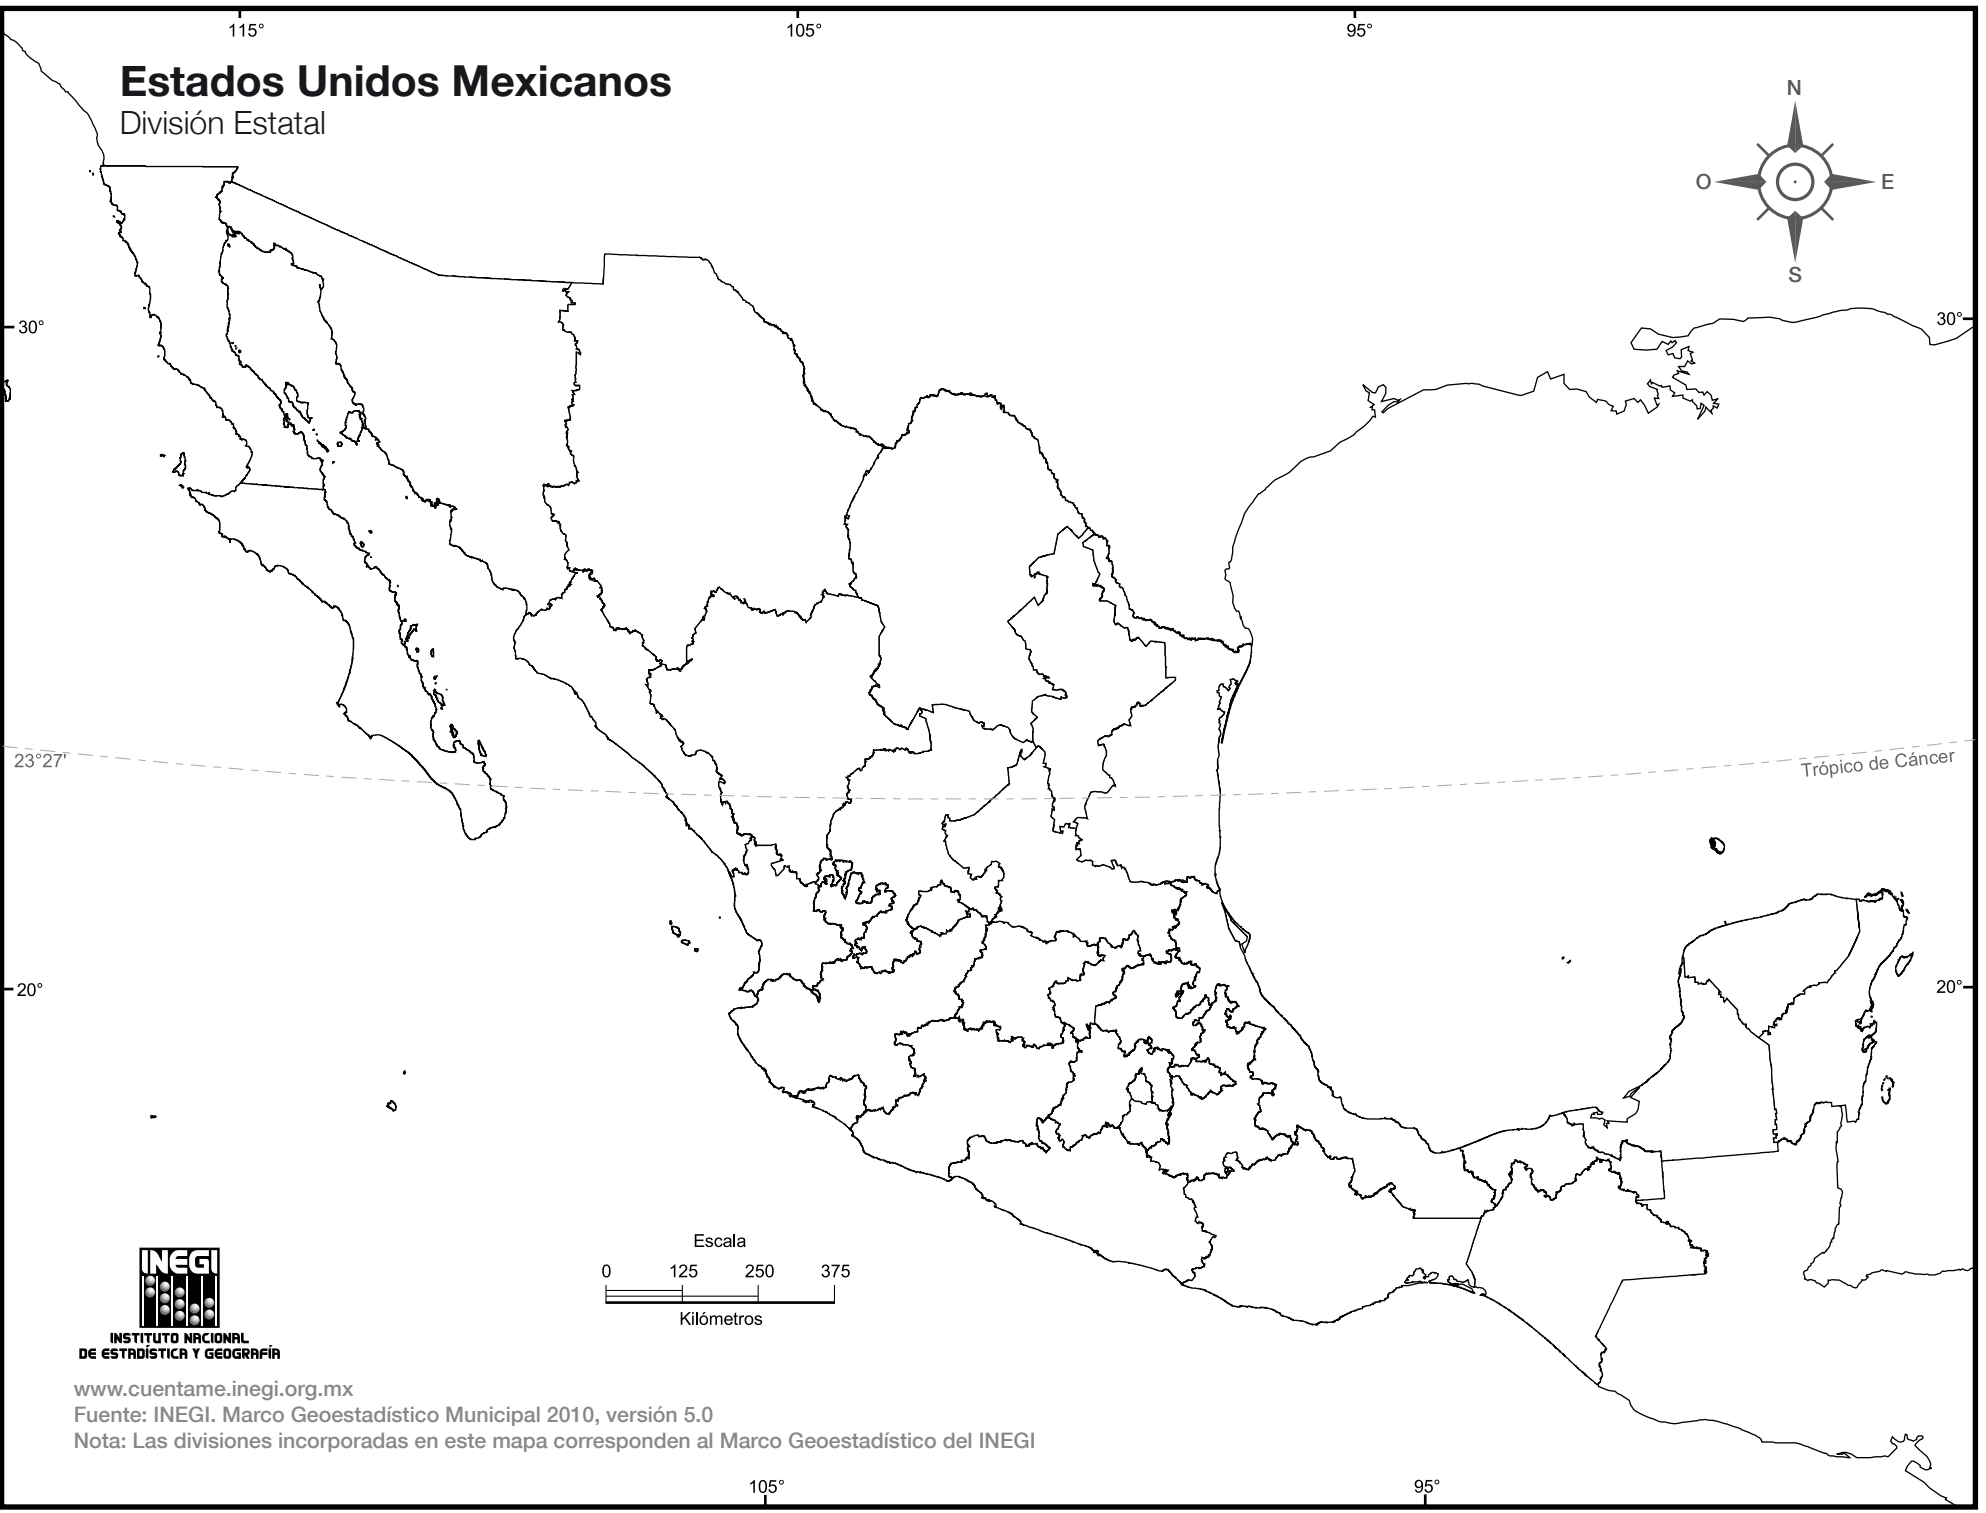 115°
105°
95°
Estados Unidos Mexicanos
División Estatal
N
O
E
S
30°
30°
23°27'
Trópico de Cáncer
20°
20°
Escala
0 125 250 375
Kilómetros
INEGI
INSTITUTO NACIONAL
DE ESTADÍSTICA Y GEOGRAFÍA
www.cuentame.inegi.org.mx
Fuente: INEGI. Marco Geoestadístico Municipal 2010, versión 5.0
Nota: Las divisiones incorporadas en este mapa corresponden al Marco Geoestadístico del INEGI
105°
95°